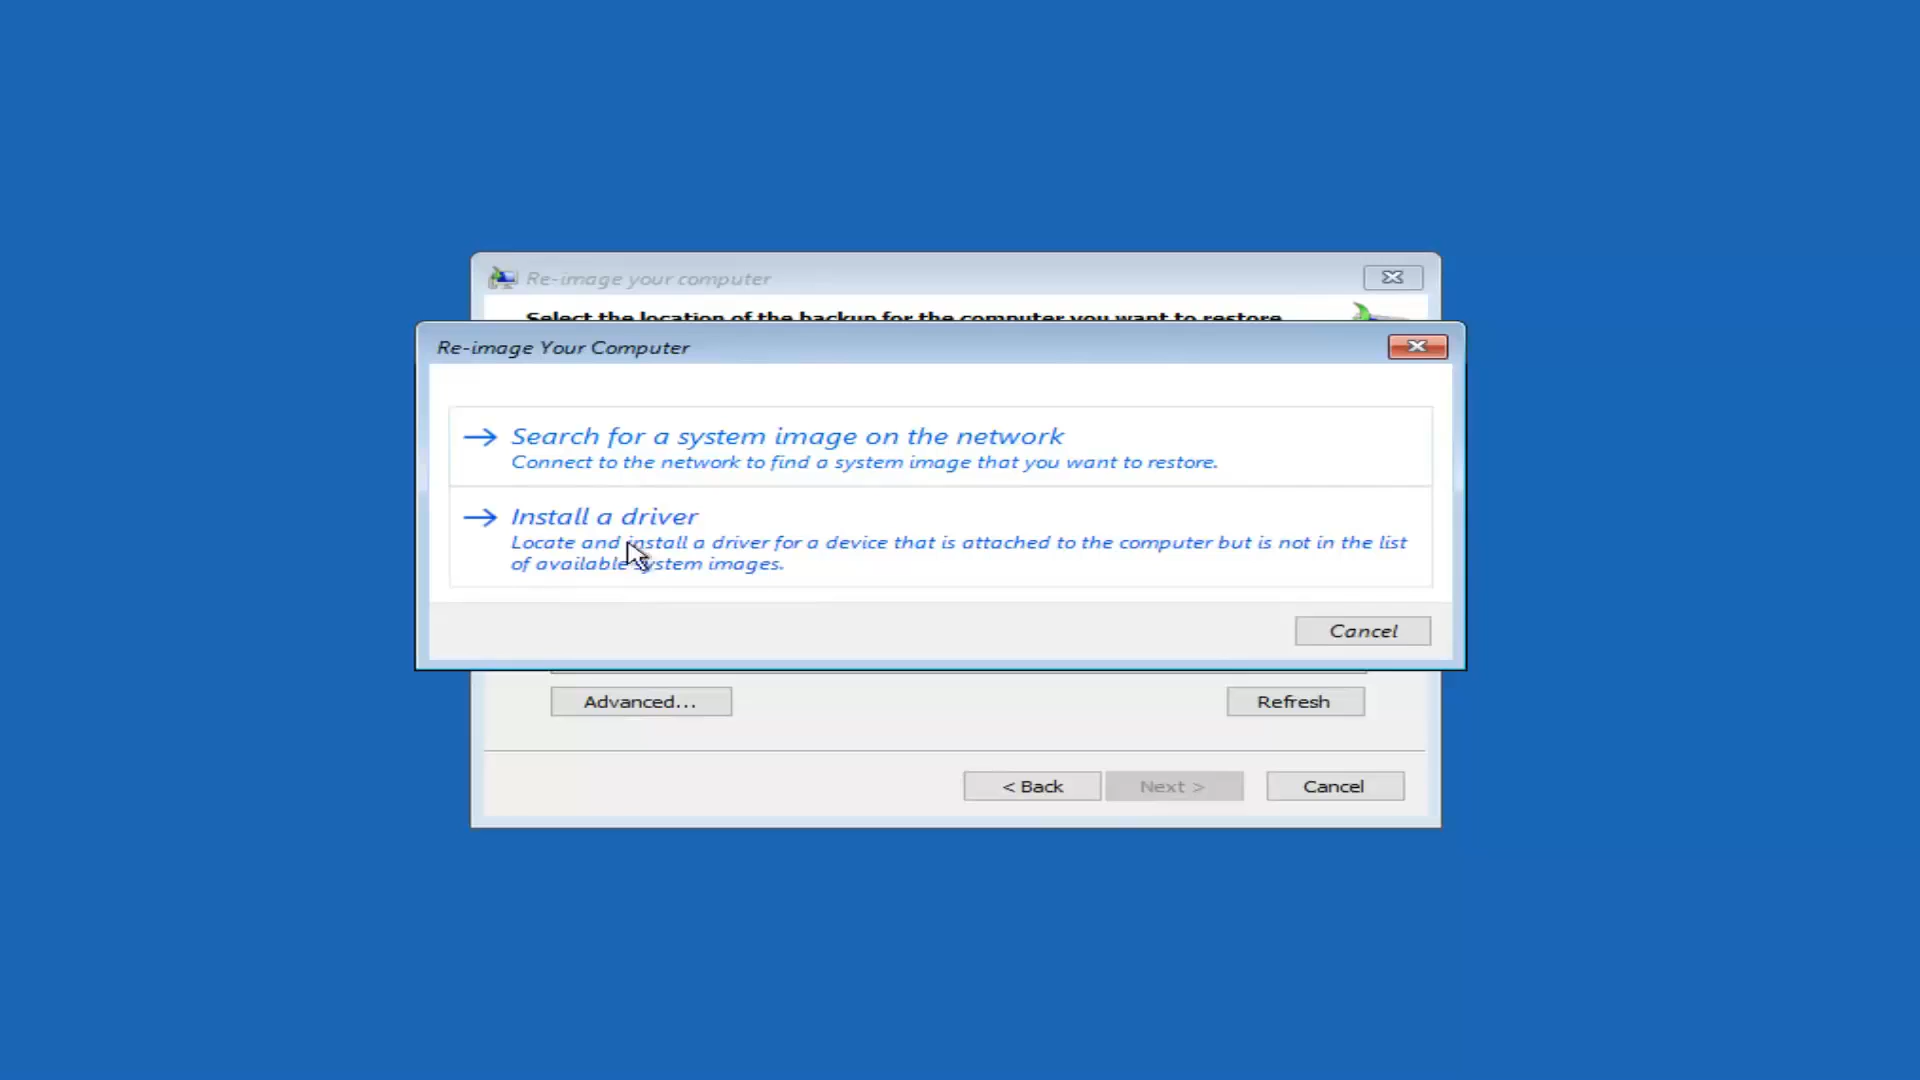 Re-image your computer
Select the location of the backup for the computer you want to restore.
Re-image Your Computer
Search for a system image on the network
Connect to the network to find a system image that you want to restore.
Install a driver
Locate and install a driver for a device that is attached to the computer but is not in the list
of available system images.
Cancel
Advanced...
Refresh
< Back
Next >
Cancel